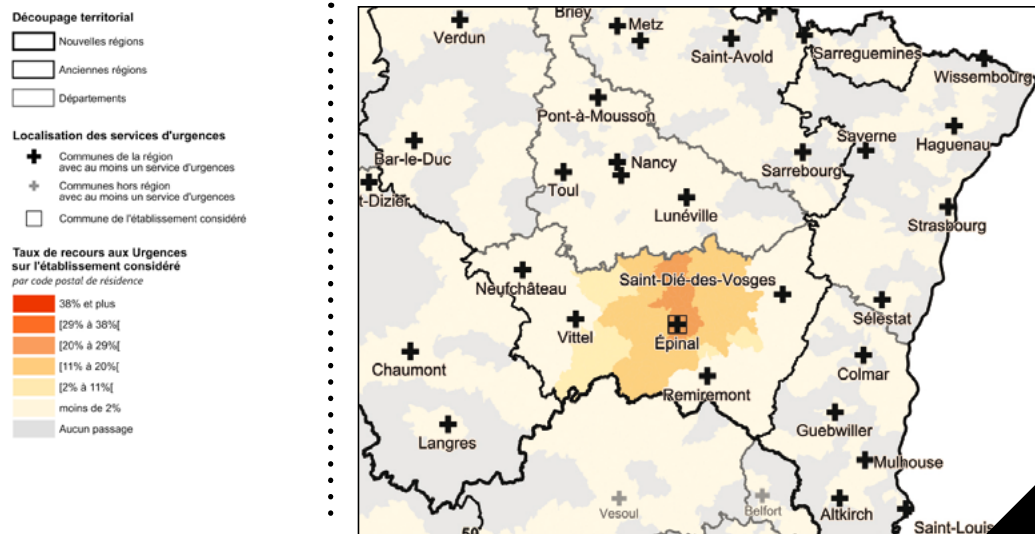 Découpage territorial
Nouvelles régions
Anciennes régions
Départements
Localisation des services d'urgences
Communes de la région
avec au moins un service d'urgences
Communes hors région
avec au moins un service d'urgences
Commune de l'établissement considéré
Taux de recours aux Urgences
sur l'établissement considéré
par code postal de résidence
38% et plus
[29% à 38%[
[20% à 29%[
[11% à 20%[
[2% à 11%[
moins de 2%
Aucun passage
Briey
Metz
Verdun
Saint-Avold
Sarreguemines
Wissembourg
Pont-à-Mousson
Bar-le-Duc
Nancy
Saverne
Haguenau
Sarrebourg
t-Dizier
Toul
Lunéville
Strasbourg
Saint-Dié-des-Vosges
Neufchâteau
Vittel
Épinal
Sélestat
Chaumont
Colmar
Remiremont
Guebwiller
Langres
Mulhouse
Vesoul
Belfort
Altkirch
Saint-Louis
50